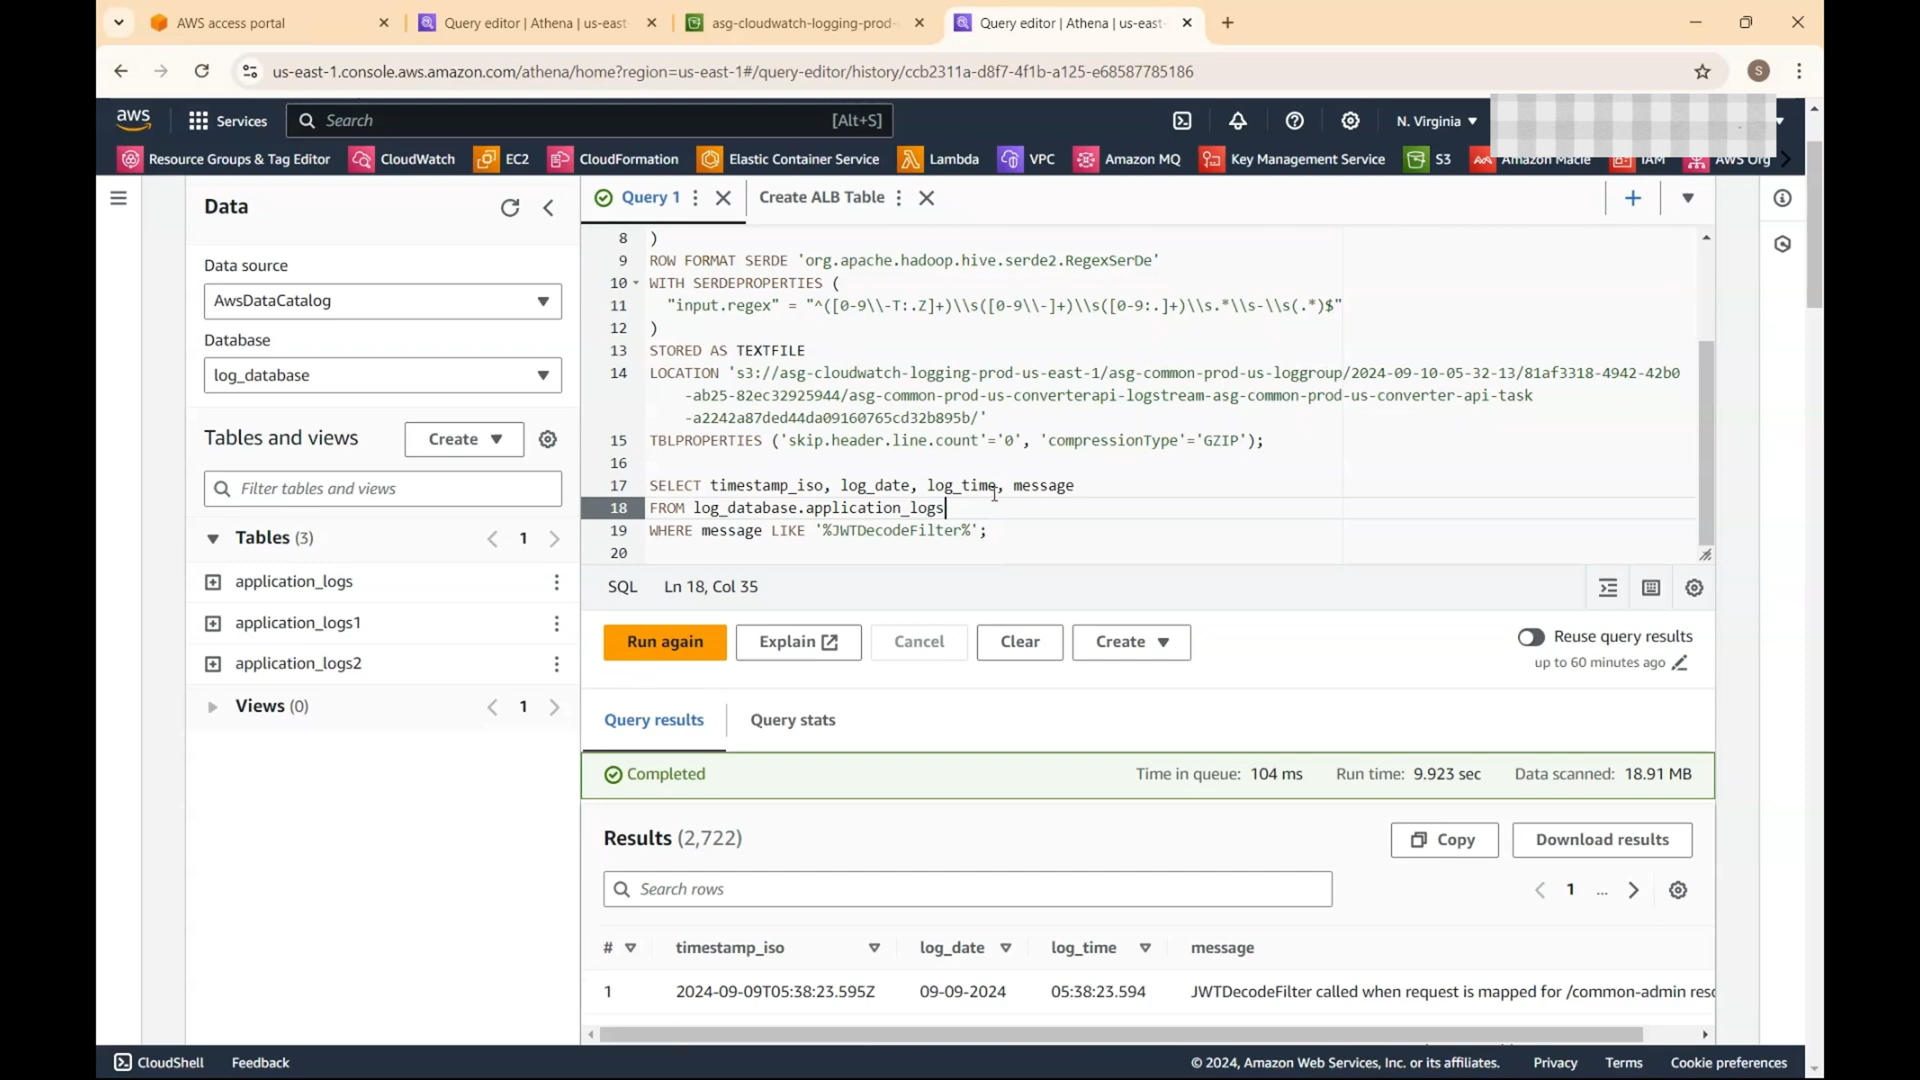 AWS access portal
Query editor | Athena | us-east-
asg-cloudwatch-logging-prod-
Query editor | Athena | us-east-
us-east-1.console.aws.amazon.com/athena/home?region=us-east-1#/query-editor/history/ccb2311a-d8f7-4f1b-a125-e68587785186
S
aws
Services
Search
[Alt+S]
N. Virginia
Resource Groups & Tag Editor
CloudWatch
EC2
CloudFormation
Elastic Container Service
Lambda
VPC
Amazon MQ
Key Management Service
S3
Amazon Macie
IAM
AWS Org
Data
Data source
AwsDataCatalog
Database
log_database
Tables and views
Create
Filter tables and views
Tables (3)
1
application_logs
application_logs1
application_logs2
Views (0)
1
Query 1
Create ALB Table
8 )
9 ROW FORMAT SERDE 'org.apache.hadoop.hive.serde2.RegexSerDe'
10 WITH SERDEPROPERTIES (
11 "input.regex" = "^([0-9\\-T:.Z]+)\\s([0-9\\-]+)\\s([0-9:.]+)\\s.*\\s-\\s(.*)$"
12 )
13 STORED AS TEXTFILE
14 LOCATION 's3://asg-cloudwatch-logging-prod-us-east-1/asg-common-prod-us-loggroup/2024-09-10-05-32-13/81af3318-4942-42b0
-ab25-82ec32925944/asg-common-prod-us-converterapi-logstream-asg-common-prod-us-converter-api-task
-a2242a87ded44da09160765cd32b895b/'
15 TBLPROPERTIES ('skip.header.line.count'='0', 'compressionType'='GZIP');
16
17 SELECT timestamp_iso, log_date, log_time, message
18 FROM log_database.application_logs
19 WHERE message LIKE '%JWTDecodeFilter%';
20
SQL
Ln 18, Col 35
Run again
Explain
Cancel
Clear
Create
Reuse query results
up to 60 minutes ago
Query results
Query stats
Completed
Time in queue: 104 ms
Run time: 9.923 sec
Data scanned: 18.91 MB
Results (2,722)
Copy
Download results
Search rows
1
...
# timestamp_iso log_date log_time message
1 2024-09-09T05:38:23.595Z 09-09-2024 05:38:23.594 JWTDecodeFilter called when request is mapped for /common-admin reso
CloudShell
Feedback
© 2024, Amazon Web Services, Inc. or its affiliates.
Privacy
Terms
Cookie preferences